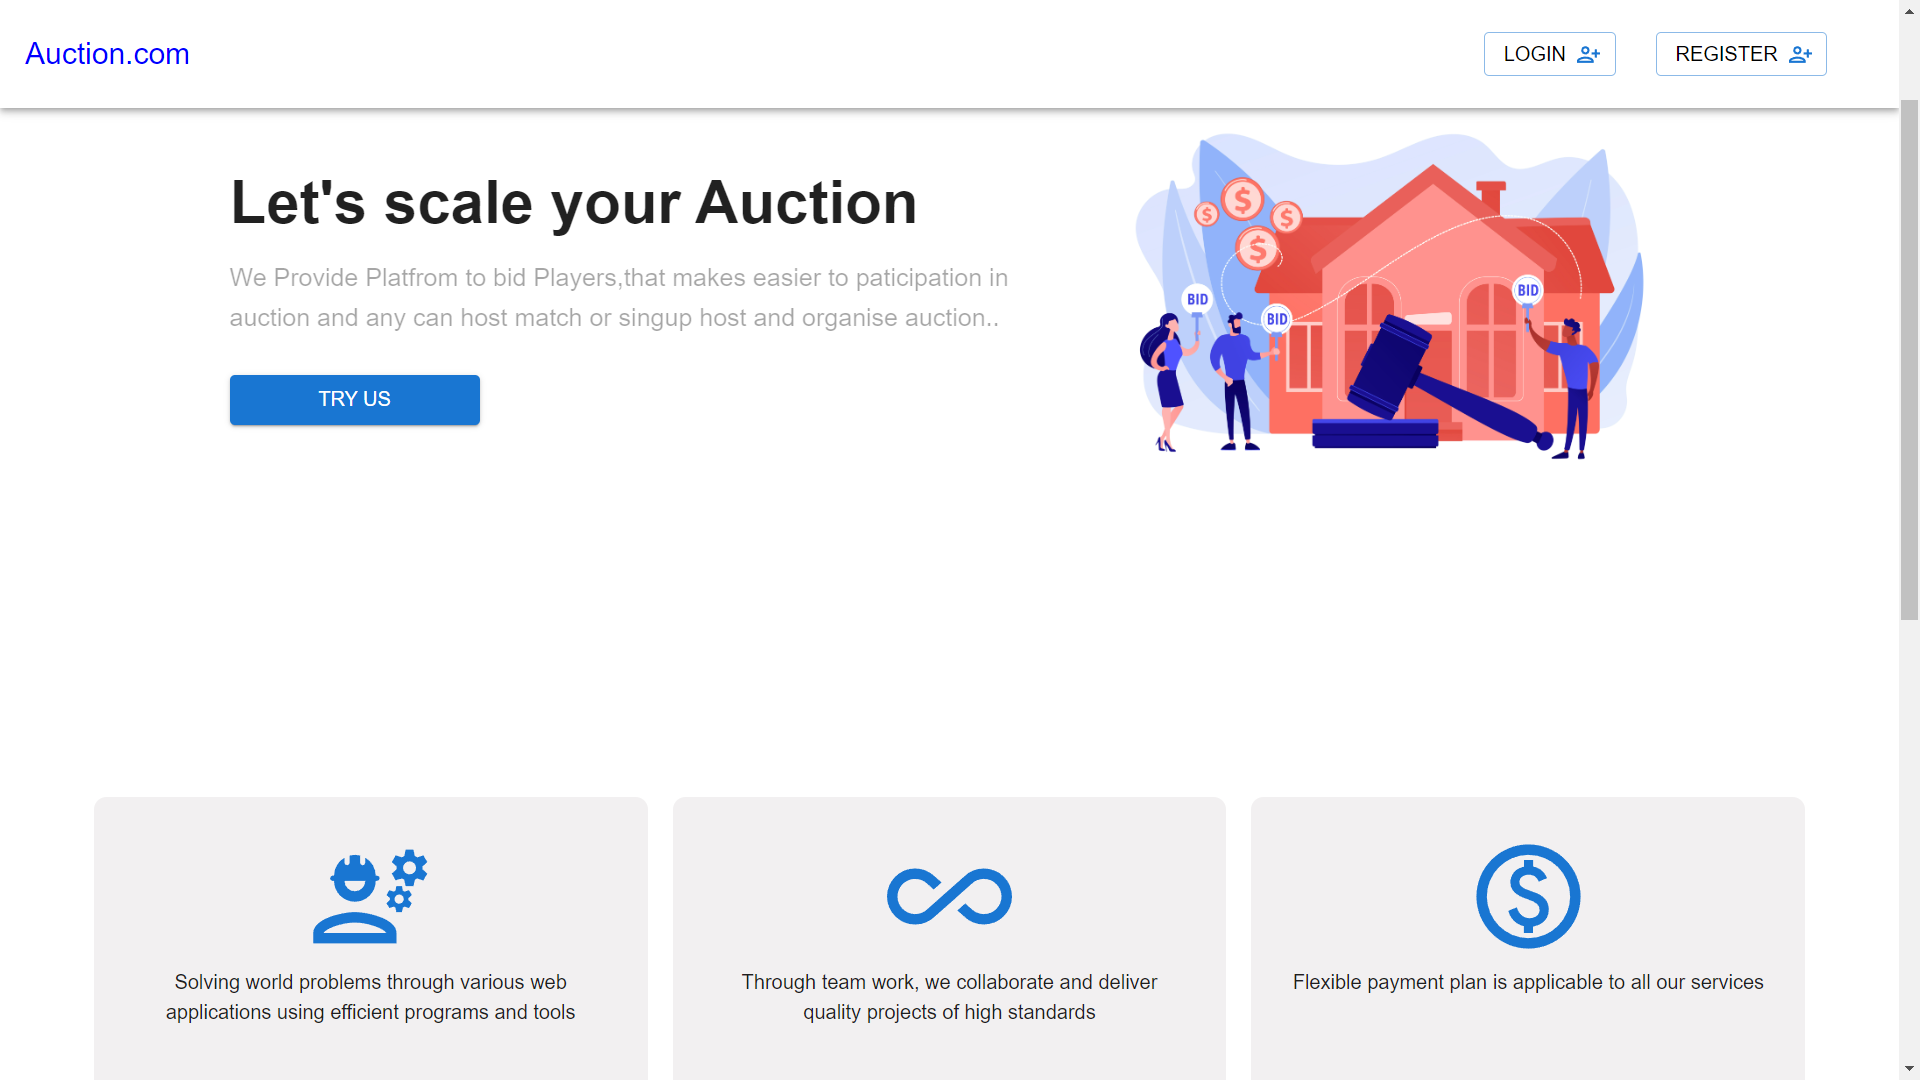 Auction.com
LOGIN
REGISTER
Let's scale your Auction
We Provide Platfrom to bid Players,that makes easier to paticipation in
auction and any can host match or singup host and organise auction..
TRY US
$
$
$
$
BID
BID
BID
Solving world problems through various web
applications using efficient programs and tools
Through team work, we collaborate and deliver
quality projects of high standards
Flexible payment plan is applicable to all our services